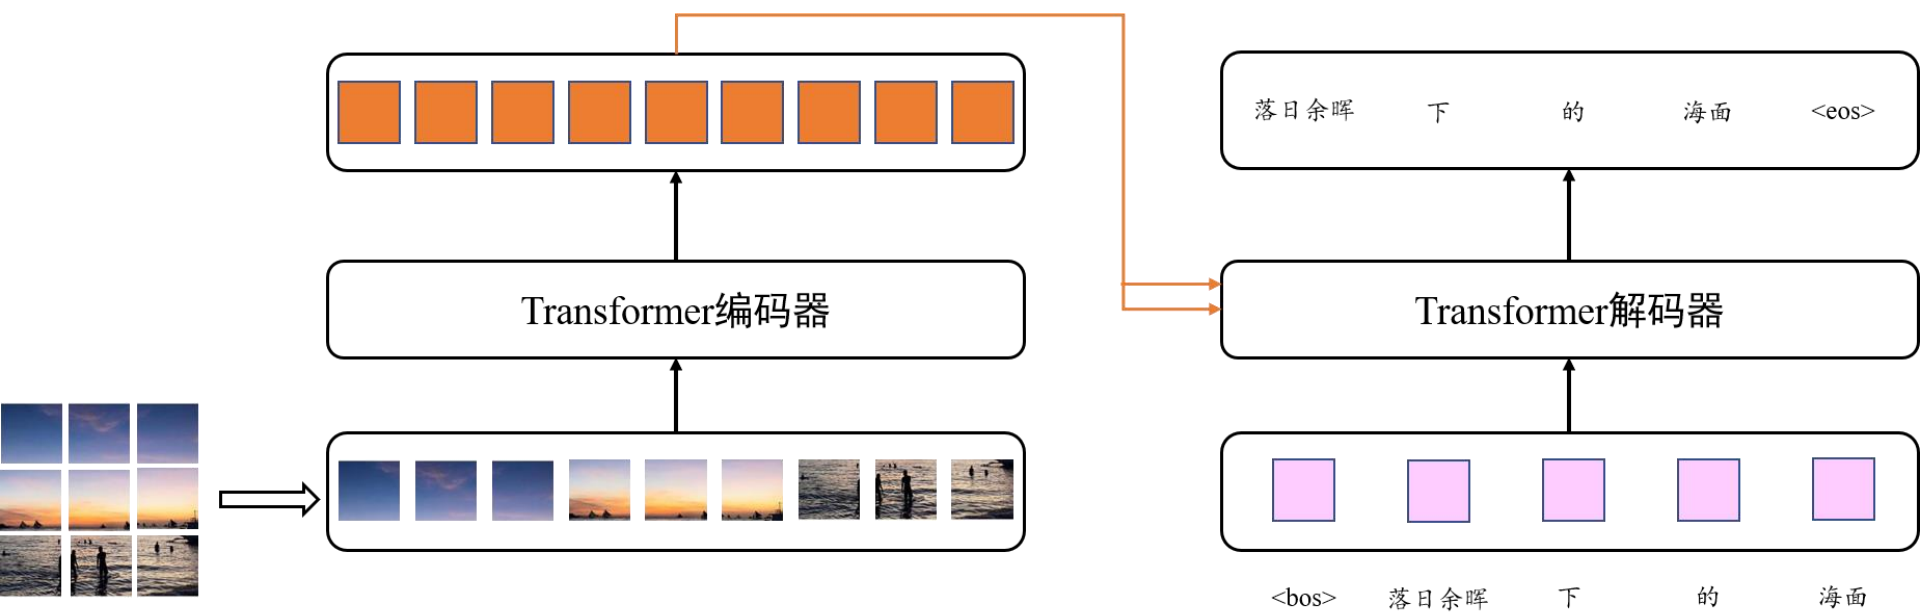 落日余晖 下 的 海面 <eos>
Transformer编码器
Transformer解码器
<bos> 落日余晖 下 的 海面